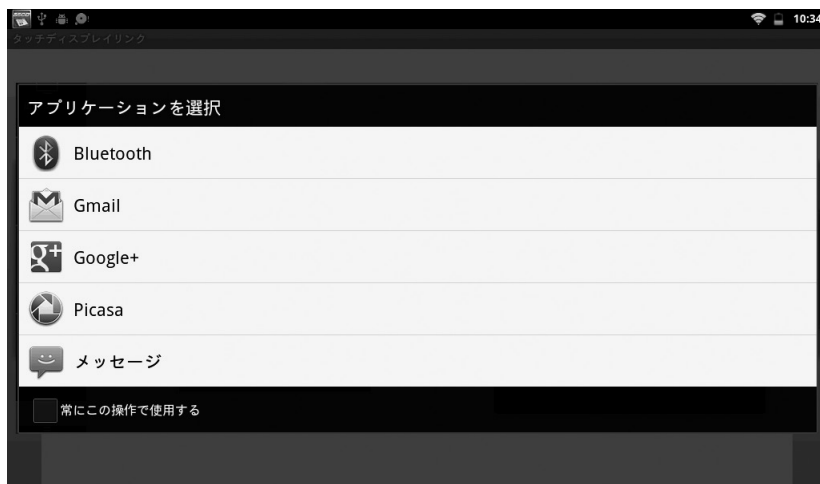 10:34
タッチディスプレイリンク
アプリケーションを選択
Bluetooth
Gmail
Google+
Picasa
メッセージ
常にこの操作で使用する